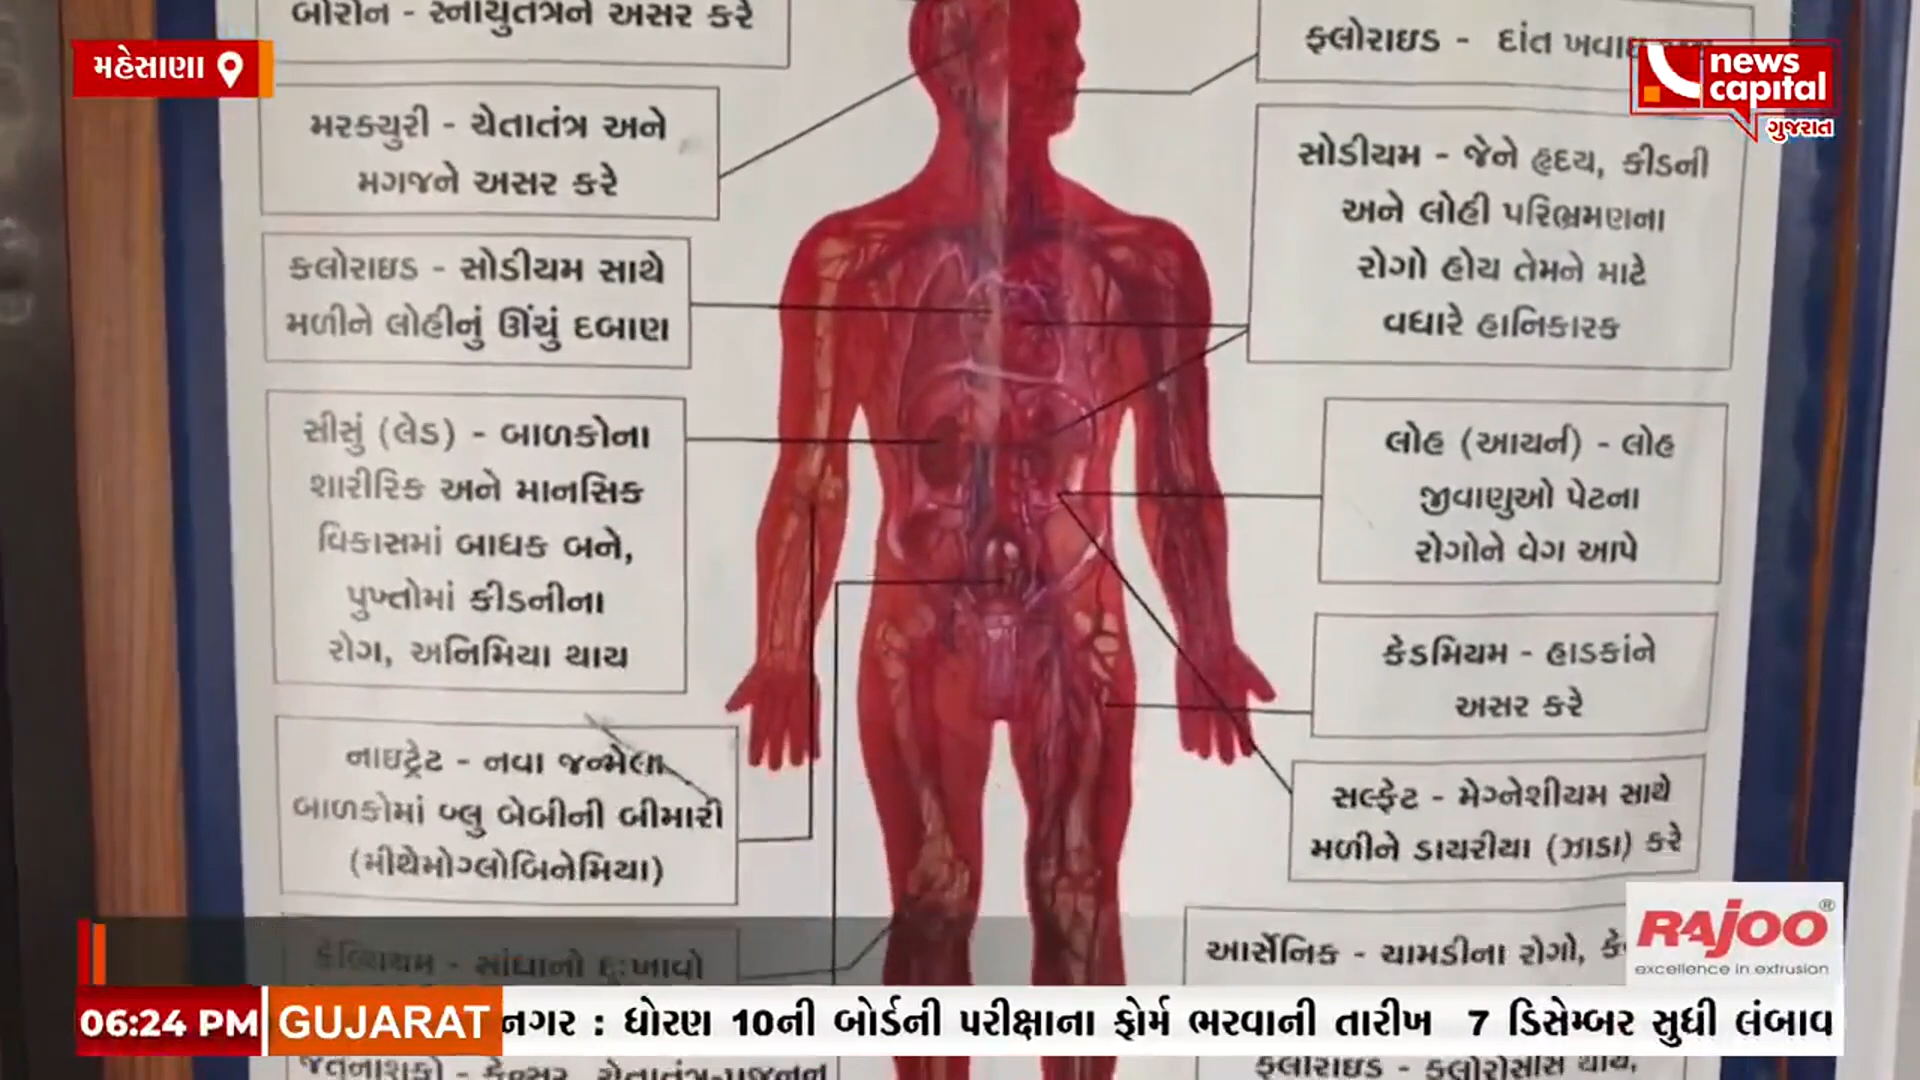 બોરોન - સ્નાયુતંત્રને અસર કરે
મહેસાણા
મરક્યુરી - ચેતાતંત્ર અને
મગજને અસર કરે
કલોરાઇડ - સોડીયમ સાથે
મળીને લોહીનું ઊંચું દબાણ
સીસું (લેડ) - બાળકોના
શારીરિક અને માનસિક
વિકાસમાં બાધક બને,
પુખ્તોમાં કીડનીના
રોગ, અનિમિયા થાય
નાઇટ્રેટ - નવા જન્મેલા
બાળકોમાં બ્લુ બેબીની બીમારી
(મીથેમોગ્લોબિનેમિયા)
કેલ્શિયમ - સાંધાનો દુઃખાવો
ફ્લોરાઇડ - દાંત
news
capital
ગુજરાત
સોડીયમ - જેને હૃદય, કીડની
અને લોહી પરિભ્રમણના
રોગો હોય તેમને માટે
વધારે હાનિકારક
લોહ (આયર્ન) - લોહ
જીવાણુઓ પેટના
રોગોને વેગ આપે
કેડમિયમ - હાડકાંને
અસર કરે
સલ્ફેટ - મેગ્નેશીયમ સાથે
મળીને ડાયરીયા (ઝાડા) કરે
આર્સેનિક - ચામડીના રોગો,
RAJOO®
excellence in extrusion
06:24 PM GUJARAT નગર : ધોરણ 10ની બોર્ડની પરીક્ષાના ફોર્મ ભરવાની તારીખ 7 ડિસેમ્બર સુધી લંબાવ